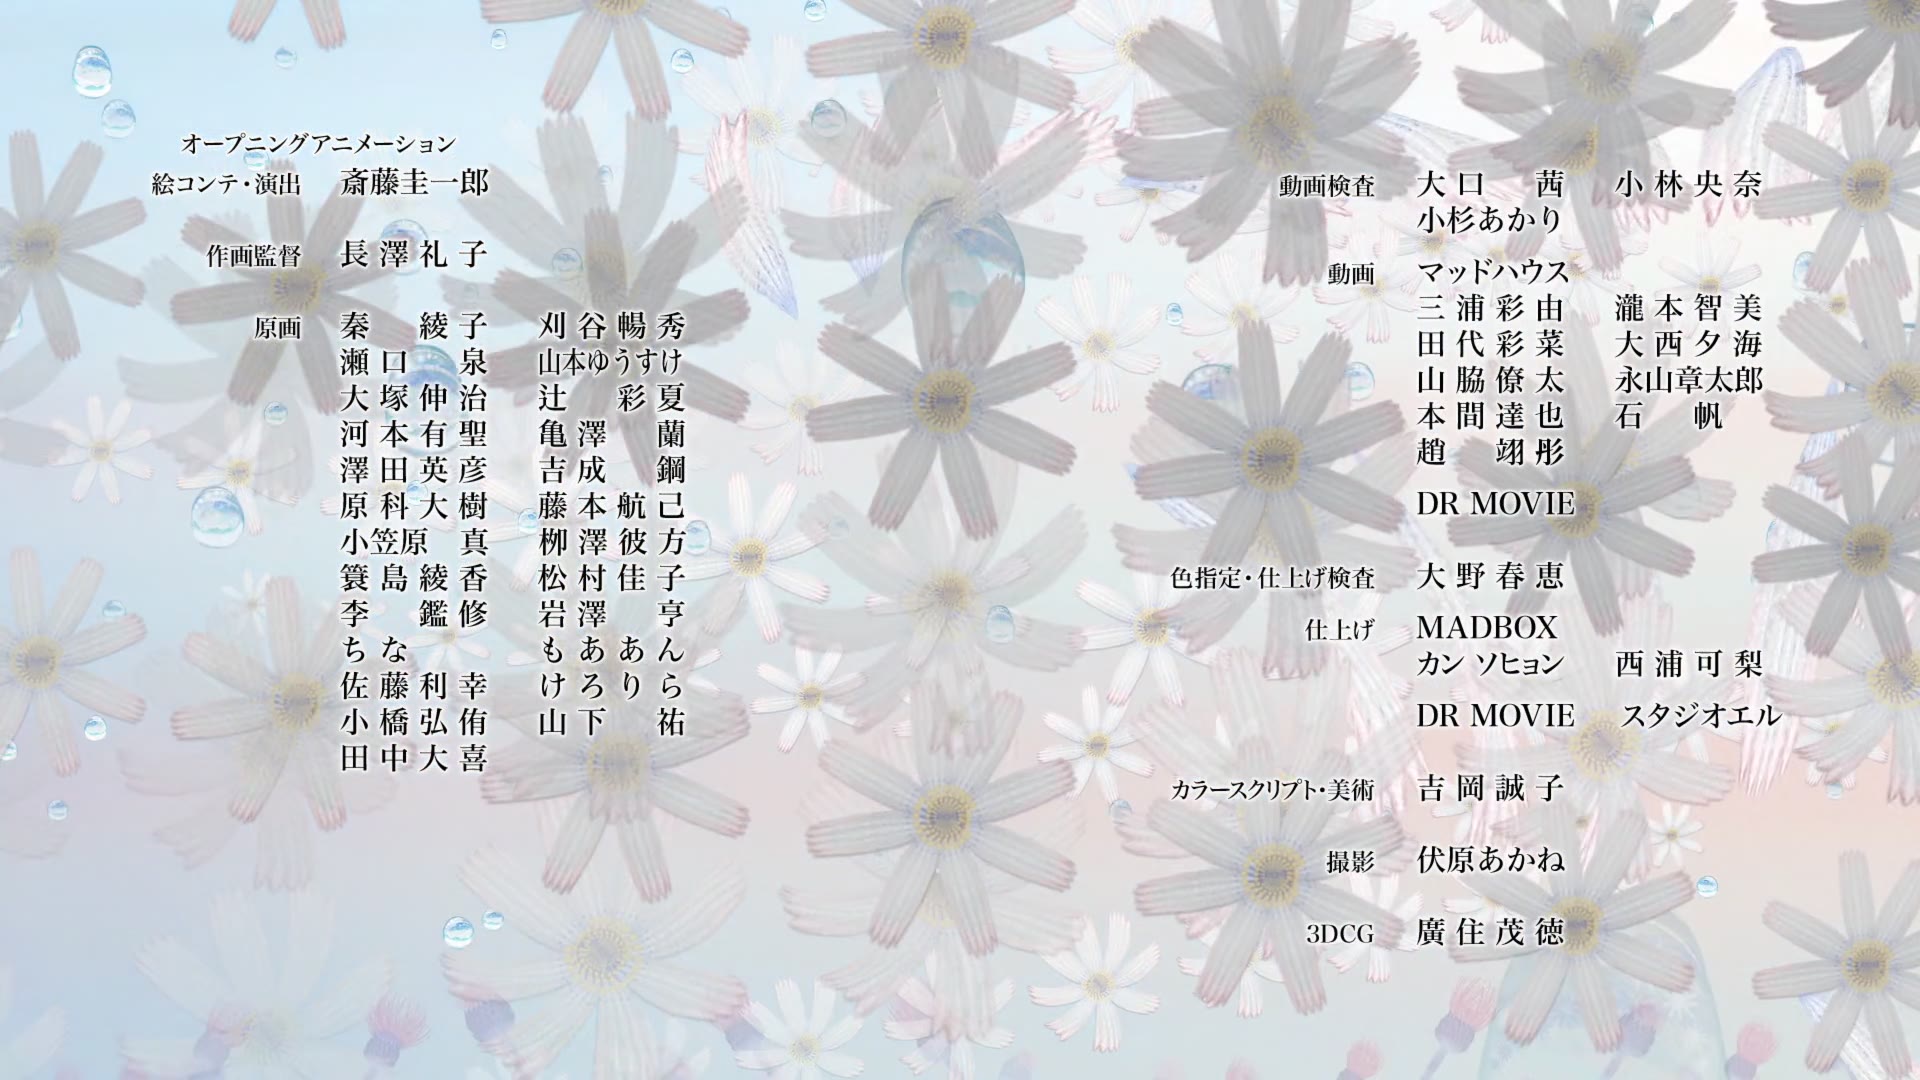 オープニングアニメーション
絵コンテ・演出 斎藤圭一郎
作画監督 長澤礼子
原画 秦綾子 刈谷暢秀
瀬口泉 山本ゆうすけ
大塚伸治 辻彩夏
河本有聖 亀澤蘭
澤田英彦 吉成鋼
原科大樹 藤本航己
小笠原真 栁澤彼方
簑島綾香 松村佳子
李鑑修 岩澤亨
ちな もああん
佐藤利幸 けろりら
小橋弘侑 山下祐
田中大喜
動画検査 大口茜 小林央奈
小杉あかり
動画 マッドハウス
三浦彩由 瀧本智美
田代彩菜 大西夕海
山脇僚太 永山章太郎
本間達也 石帆
趙翊彤
DR MOVIE
色指定・仕上げ検査 大野春恵
仕上げ MADBOX
カン ソヒョン 西浦可梨
DR MOVIE スタジオエル
カラースクリプト・美術 吉岡誠子
撮影 伏原あかね
3DCG 廣住茂徳